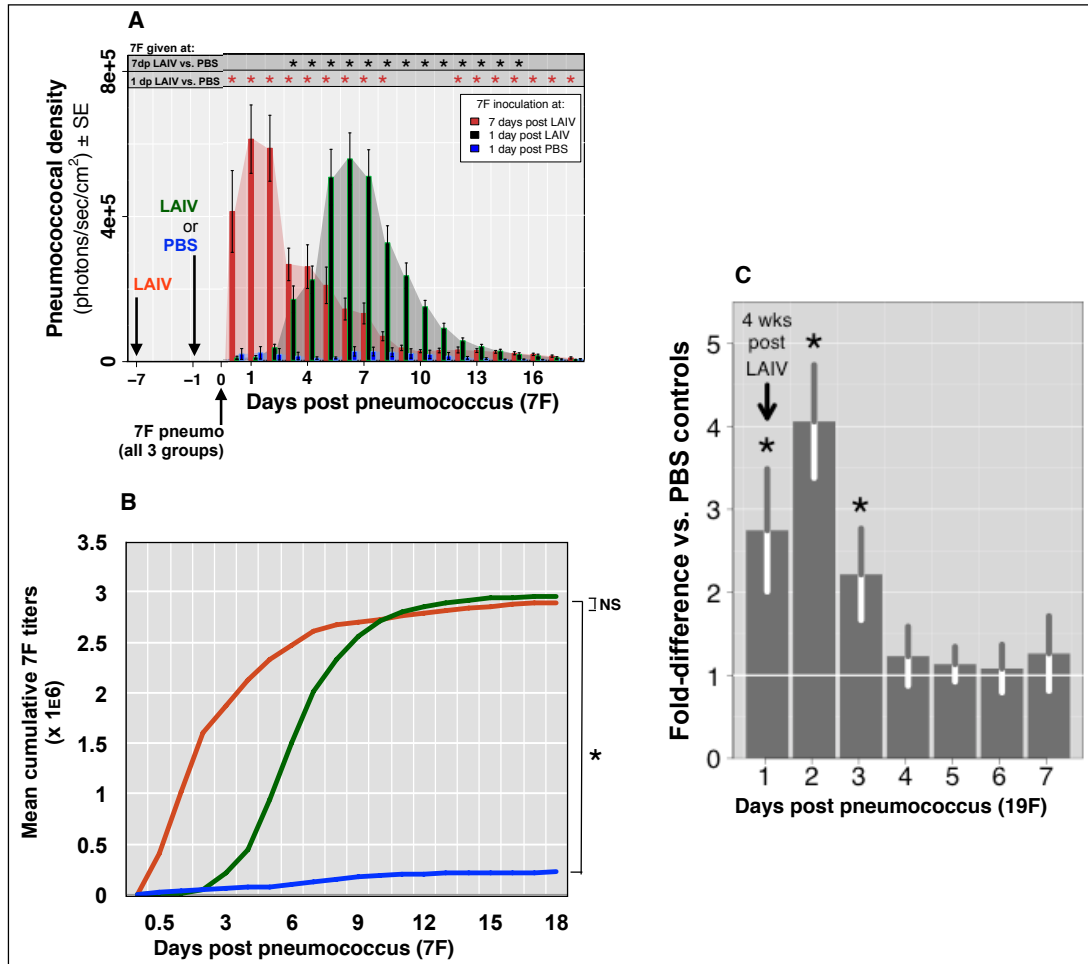 A
7F given at:
7dp LAIV vs. PBS * * * * * * * * * * * * *
1 dp LAIV vs. PBS * * * * * * * * * * * * * * * *
8e+5
4e+5
0
Pneumococcal density
(photons/sec/cm²) ± SE
7F inoculation at:
7 days post LAIV
1 day post LAIV
1 day post PBS
LAIV
or
PBS
LAIV
−7 −1 0 1 4 7 10 13 16
Days post pneumococcus (7F)
7F pneumo
(all 3 groups)
B
3.5
3
2.5
2
1.5
1
0.5
0
Mean cumulative 7F titers
(x 1E6)
NS
*
0.5 3 6 9 12 15 18
Days post pneumococcus (7F)
C
4 wks
post
LAIV
* * *
5
4
3
2
1
0
Fold-difference vs. PBS controls
1 2 3 4 5 6 7
Days post pneumococcus (19F)